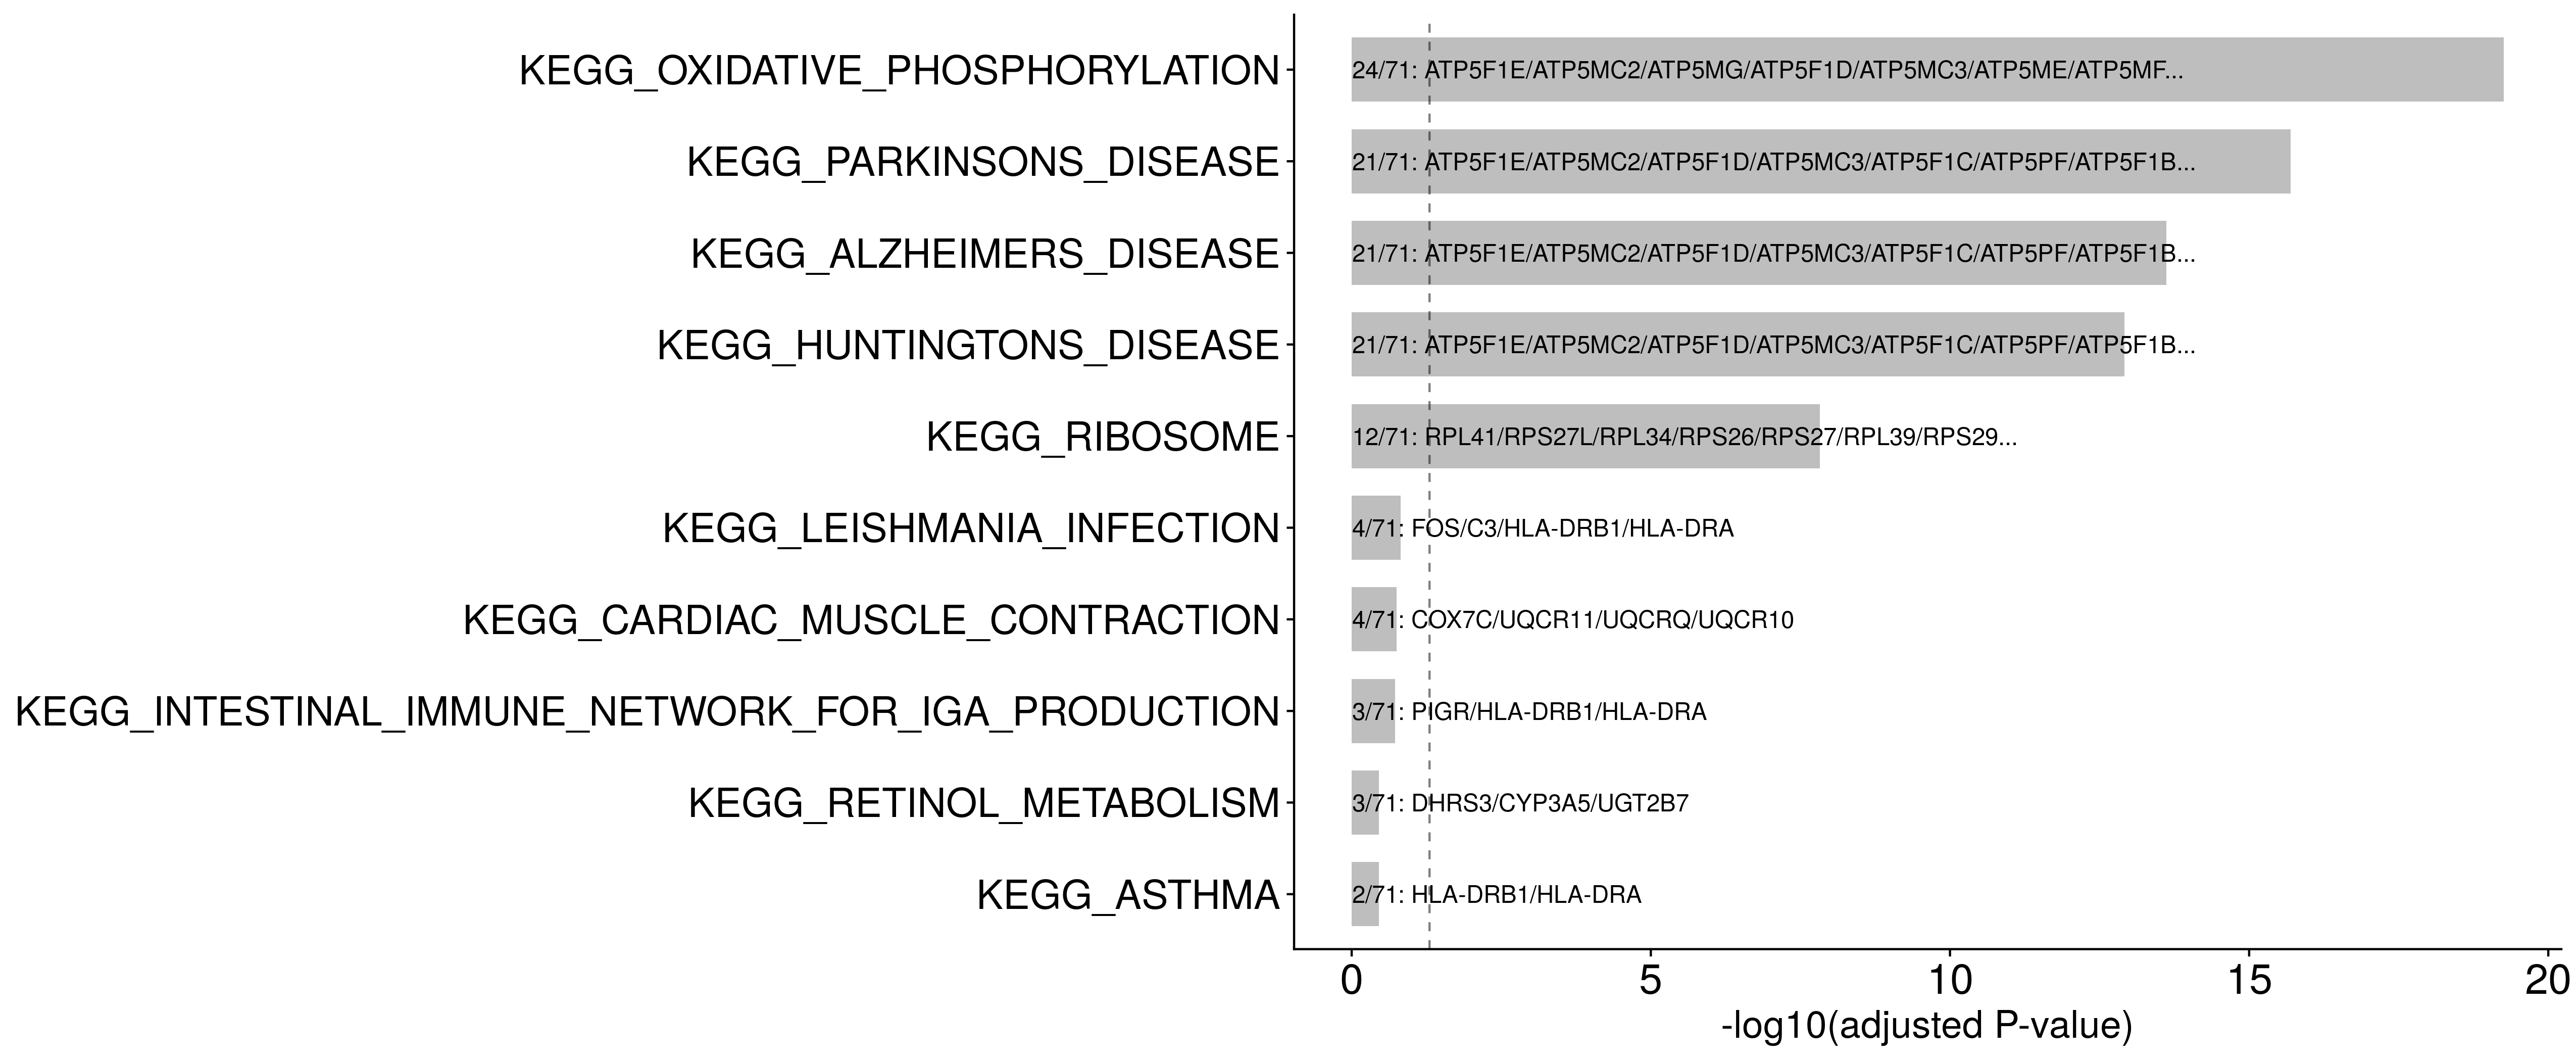 KEGG_OXIDATIVE_PHOSPHORYLATION
24/71: ATP5F1E/ATP5MC2/ATP5MG/ATP5F1D/ATP5MC3/ATP5ME/ATP5MF...
KEGG_PARKINSONS_DISEASE
21/71: ATP5F1E/ATP5MC2/ATP5F1D/ATP5MC3/ATP5F1C/ATP5PF/ATP5F1B...
KEGG_ALZHEIMERS_DISEASE
21/71: ATP5F1E/ATP5MC2/ATP5F1D/ATP5MC3/ATP5F1C/ATP5PF/ATP5F1B...
KEGG_HUNTINGTONS_DISEASE
21/71: ATP5F1E/ATP5MC2/ATP5F1D/ATP5MC3/ATP5F1C/ATP5PF/ATP5F1B...
KEGG_RIBOSOME
12/71: RPL41/RPS27L/RPL34/RPS26/RPS27/RPL39/RPS29...
KEGG_LEISHMANIA_INFECTION
4/71: FOS/C3/HLA-DRB1/HLA-DRA
KEGG_CARDIAC_MUSCLE_CONTRACTION
4/71: COX7C/UQCR11/UQCRQ/UQCR10
KEGG_INTESTINAL_IMMUNE_NETWORK_FOR_IGA_PRODUCTION
3/71: PIGR/HLA-DRB1/HLA-DRA
KEGG_RETINOL_METABOLISM
3/71: DHRS3/CYP3A5/UGT2B7
KEGG_ASTHMA
2/71: HLA-DRB1/HLA-DRA
0 5 10 15 20
-log10(adjusted P-value)